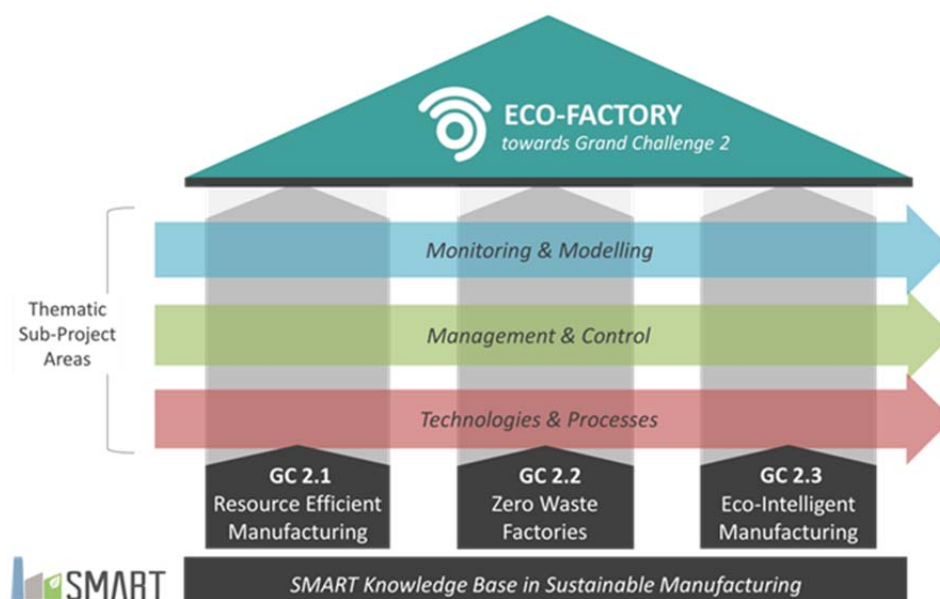 ECO-FACTORY
towards Grand Challenge 2
Monitoring & Modelling
Thematic
Sub-Project
Areas
Management & Control
Technologies & Processes
GC 2.1
Resource Efficient
Manufacturing
GC 2.2
Zero Waste
Factories
GC 2.3
Eco-Intelligent
Manufacturing
SMART
SMART Knowledge Base in Sustainable Manufacturing